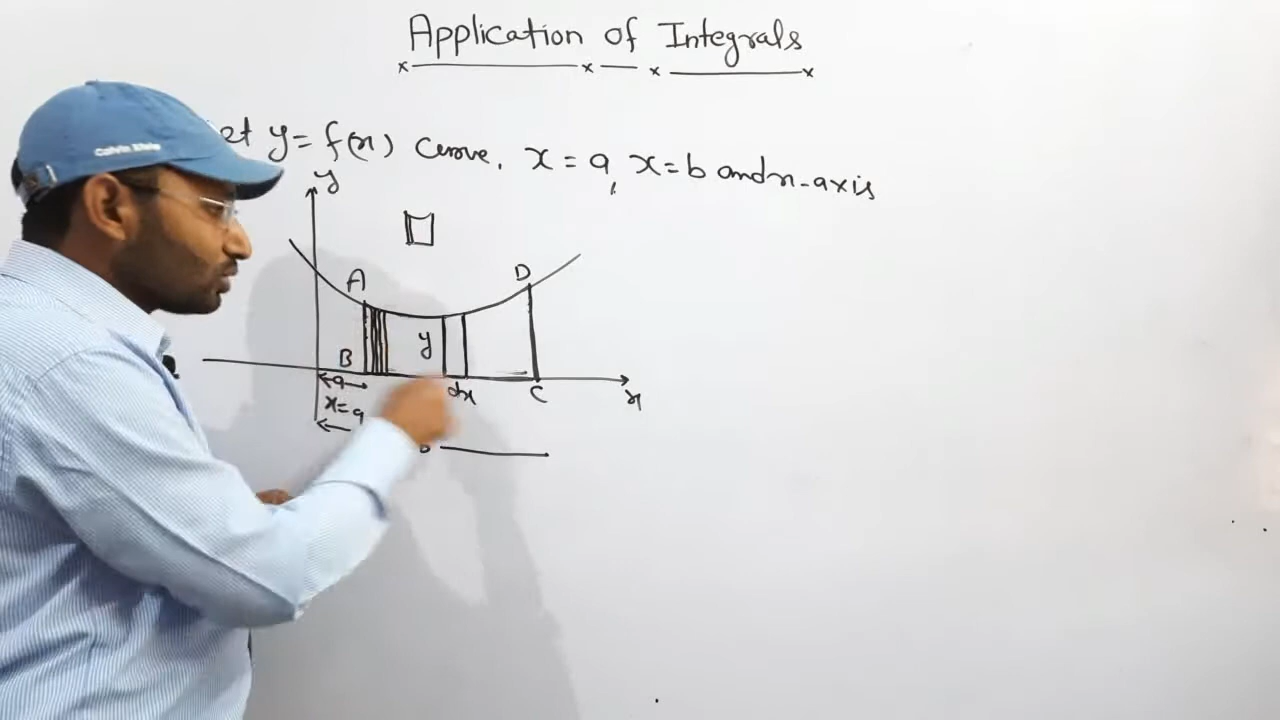 Application of Integrals
et y = f(x) curve, x = a, x = b and x-axis
y
A
D
y
B
a
dx
C
x
x = a
b